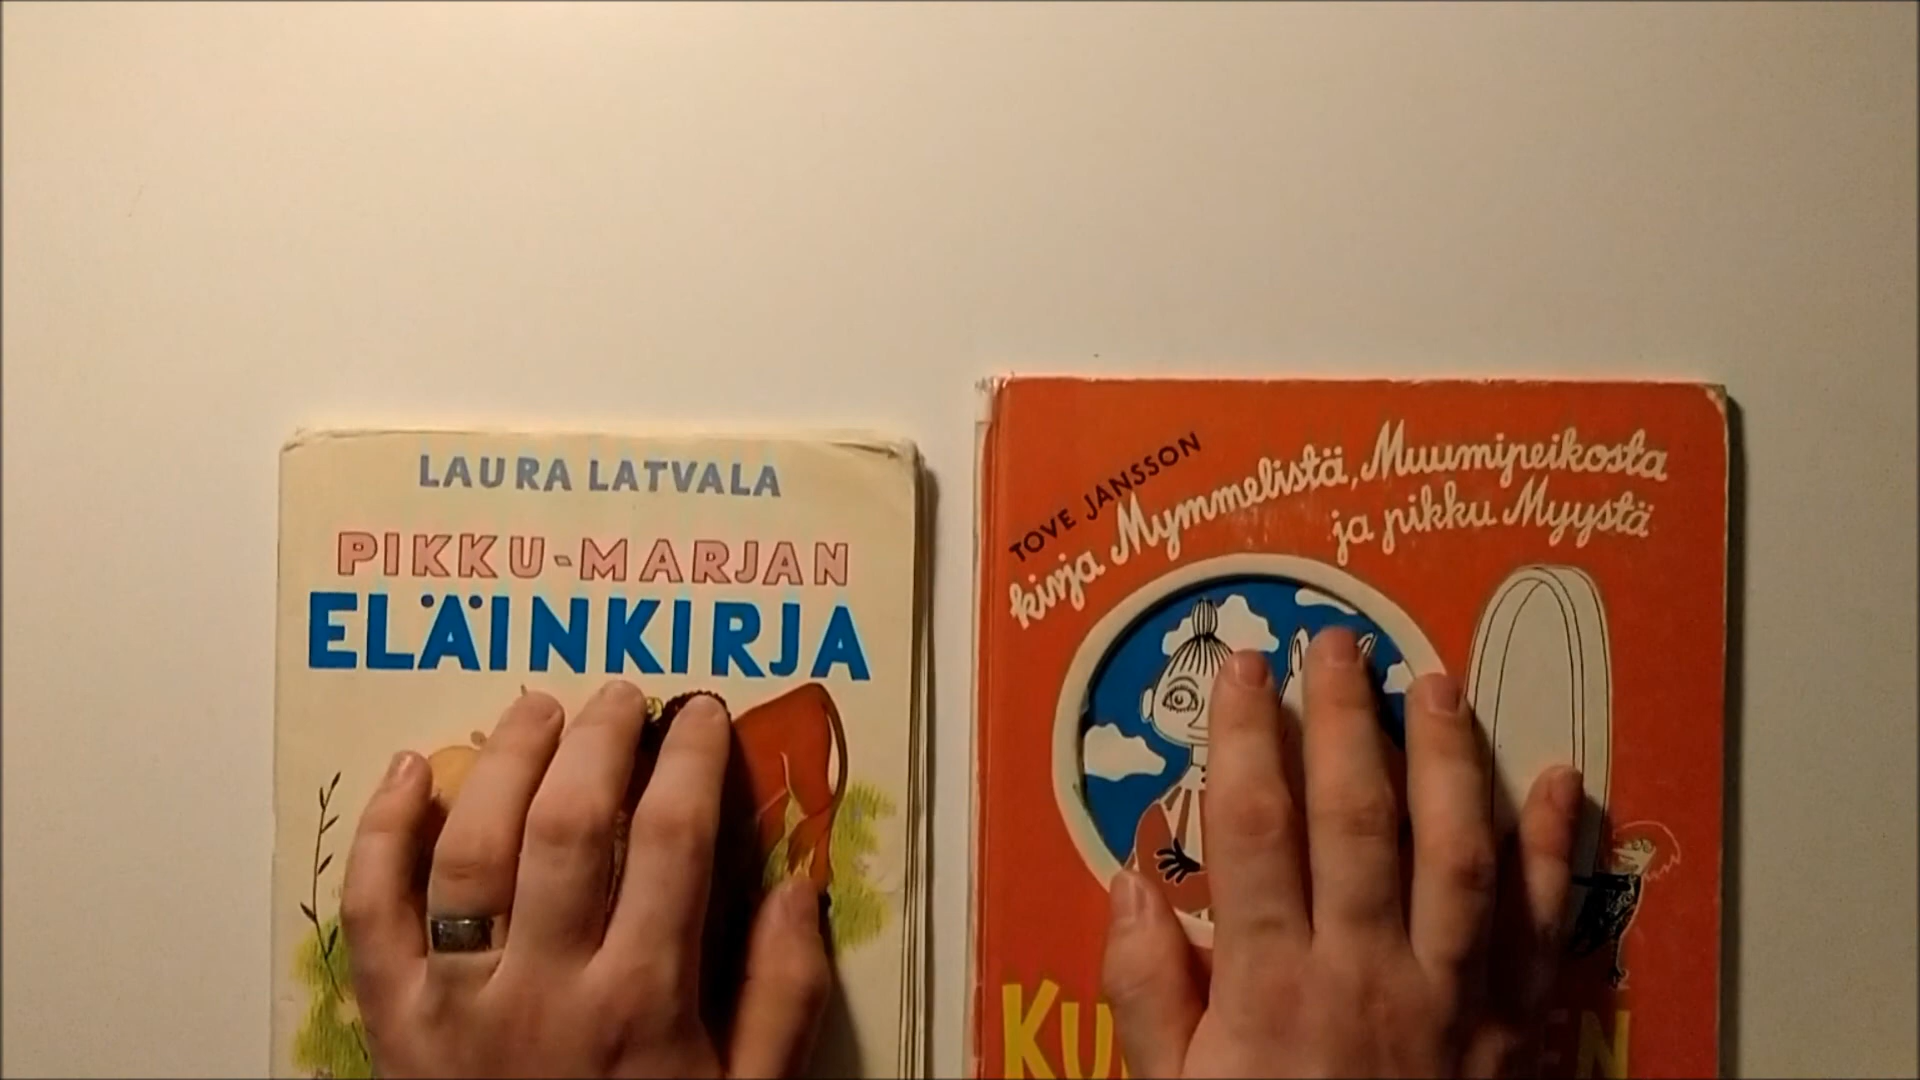 LAURA LATVALA
PIKKU-MARJAN
ELÄINKIRJA
TOVE JANSSON
kirja Mymmelistä, Muumipeikosta
ja pikku Myystä